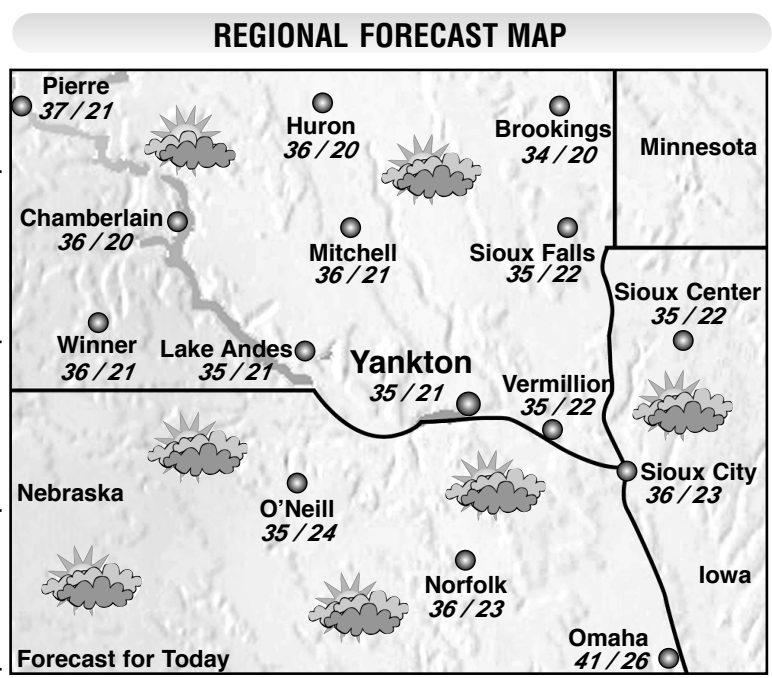 REGIONAL FORECAST MAP
Pierre
37 / 21
Huron
36 / 20
Brookings
34 / 20
Minnesota
Chamberlain
36 / 20
Mitchell
36 / 21
Sioux Falls
35 / 22
Sioux Center
35 / 22
Winner
36 / 21
Lake Andes
35 / 21
Yankton
35 / 21
Vermillion
35 / 22
Sioux City
36 / 23
Nebraska
O'Neill
35 / 24
Norfolk
36 / 23
Iowa
Omaha
41 / 26
Forecast for Today